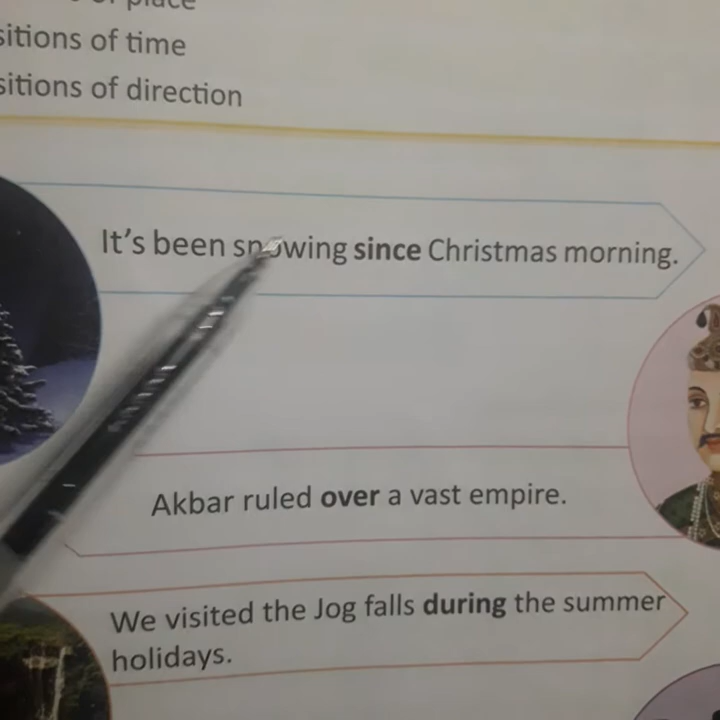 of place
sitions of time
sitions of direction
It's been snowing since Christmas morning.
Akbar ruled over a vast empire.
We visited the Jog falls during the summer
holidays.